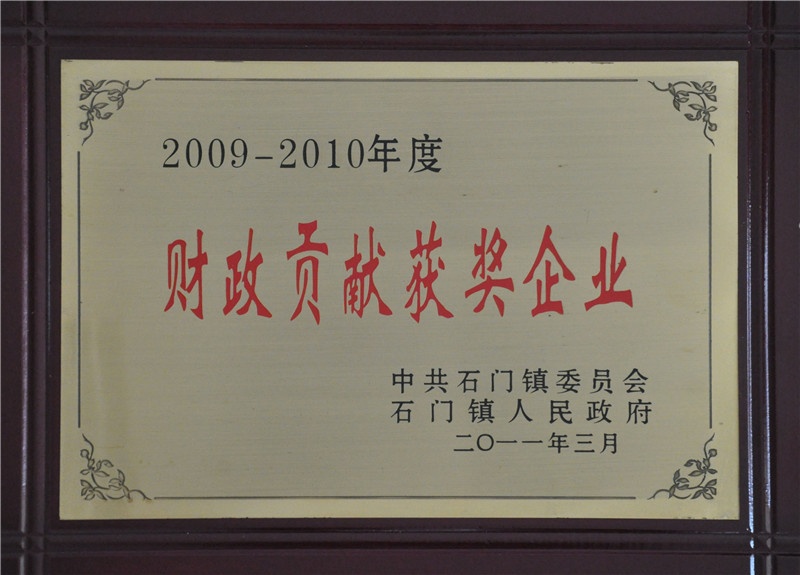 2009-2010年度
财政贡献获奖企业
中共石门镇委员会
石门镇人民政府
二〇一一年三月